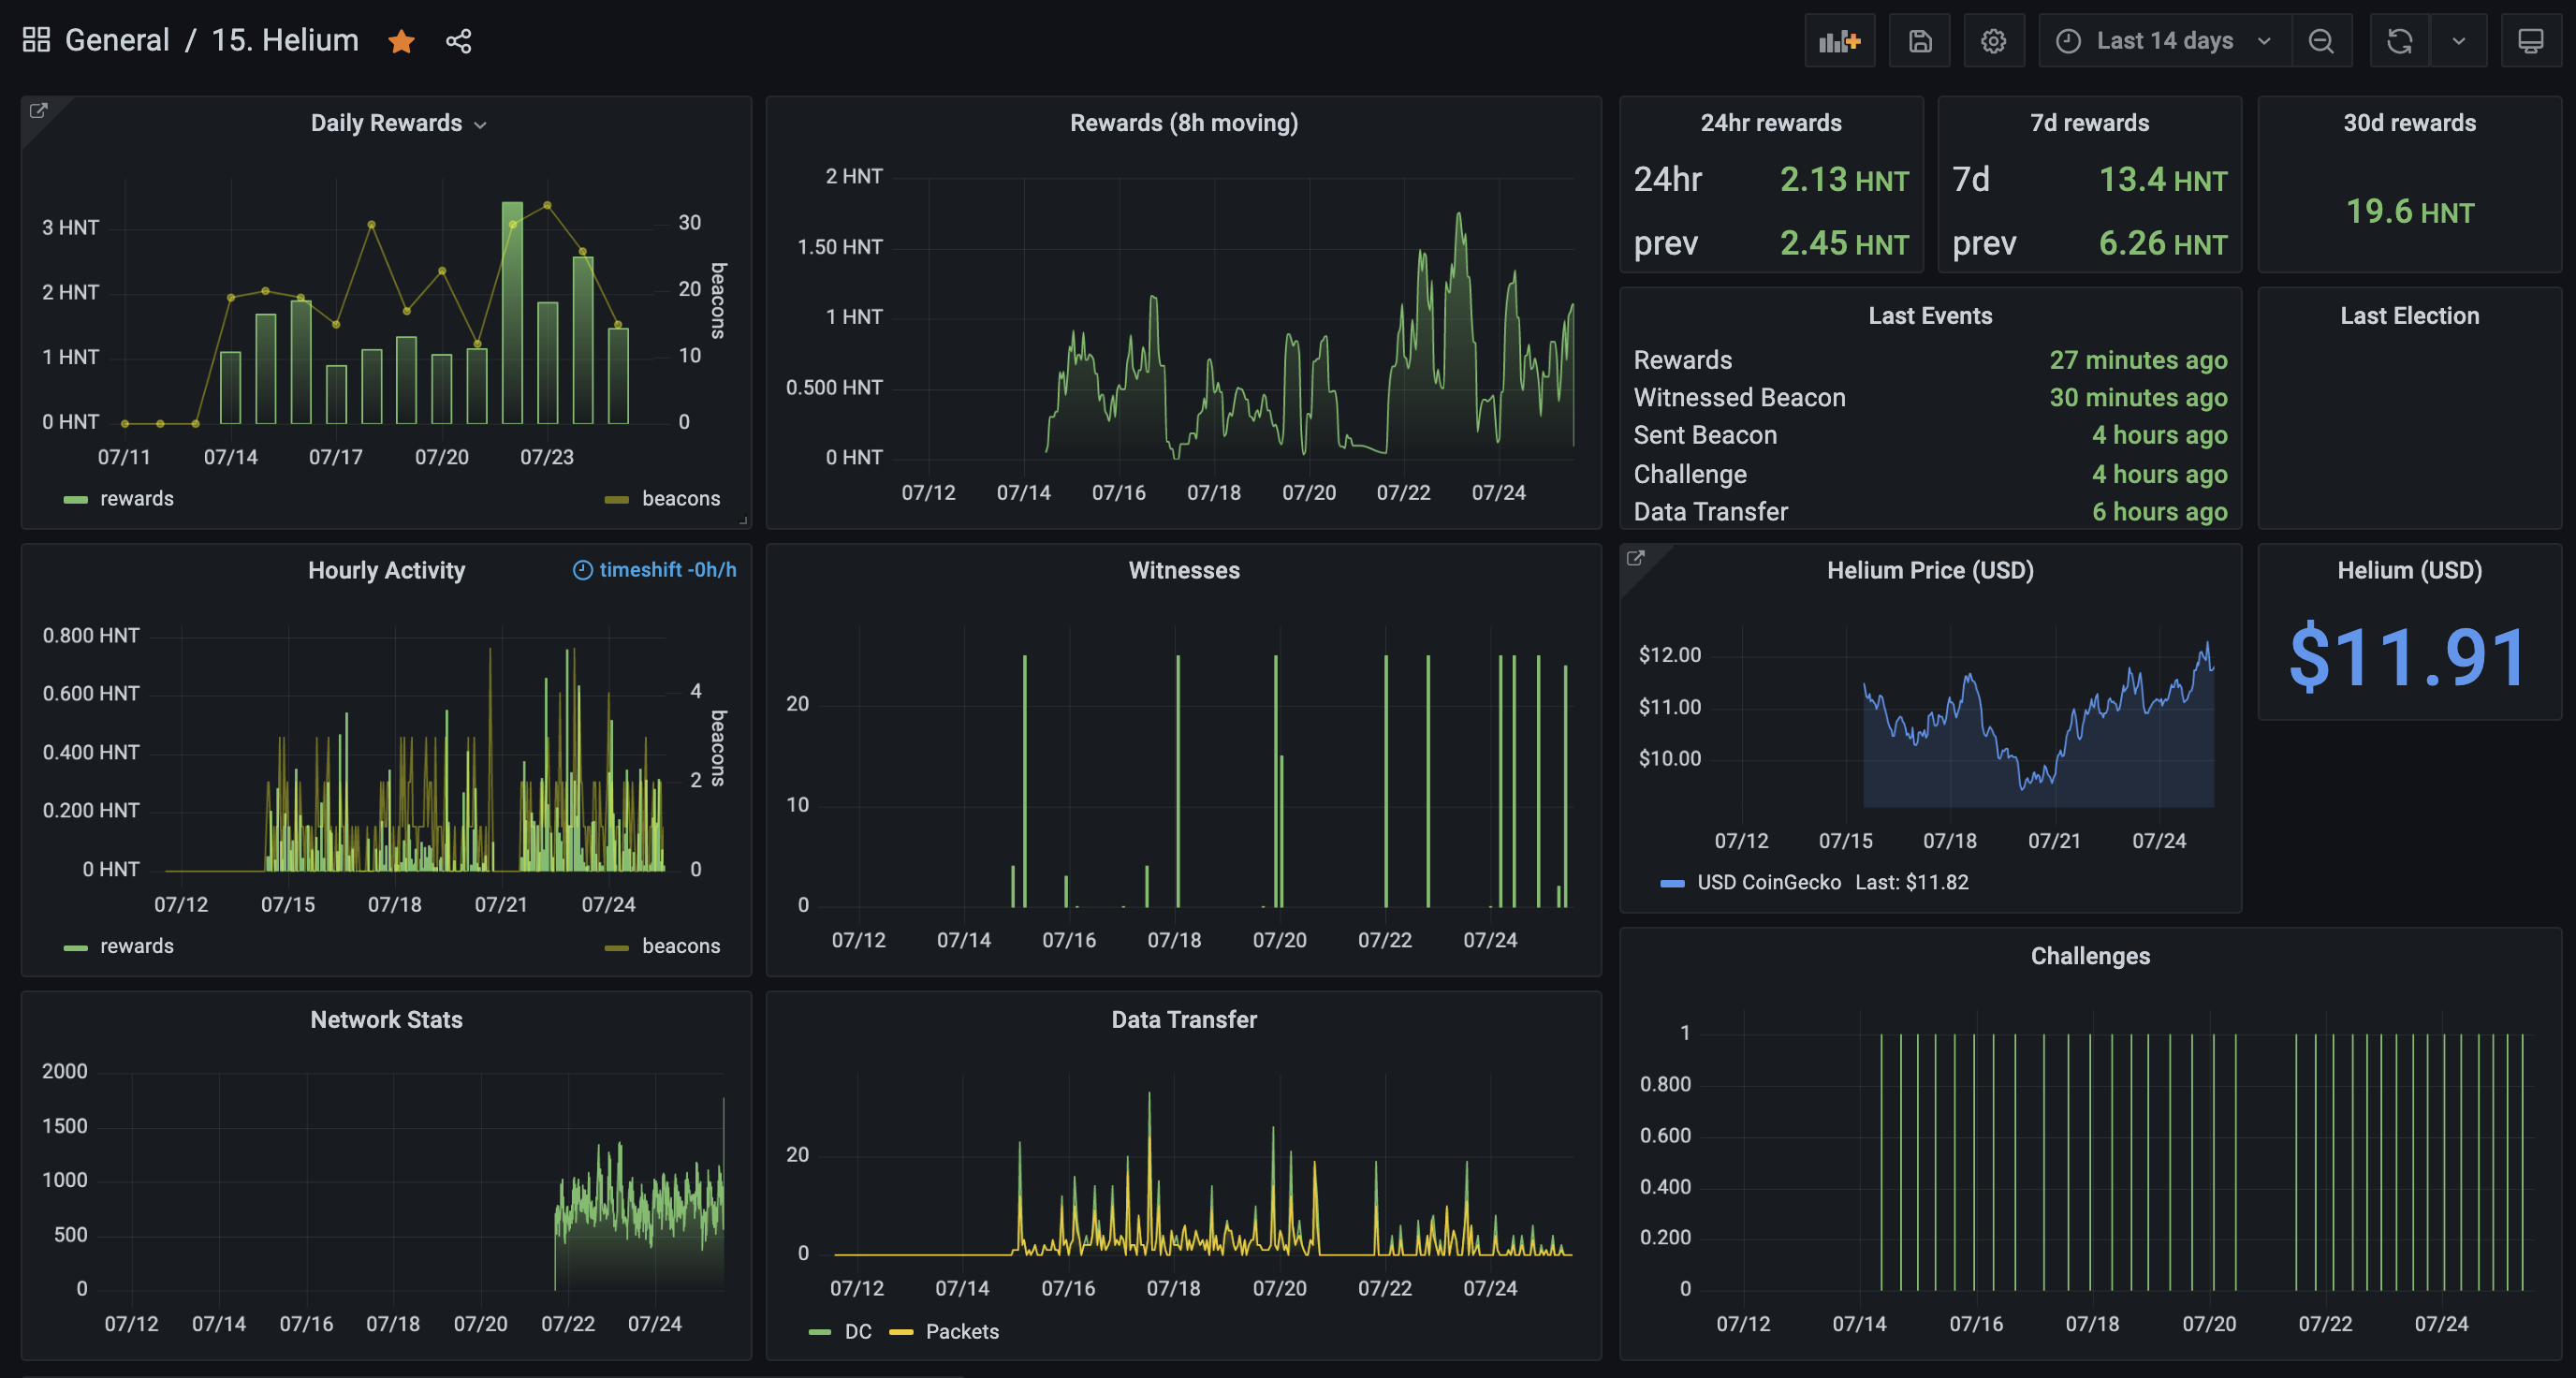 General / 15. Helium
Last 14 days
Daily Rewards
3 HNT
2 HNT
1 HNT
0 HNT
30
20
10
0
beacons
07/11 07/14 07/17 07/20 07/23
rewards
beacons
Rewards (8h moving)
2 HNT
1.50 HNT
1 HNT
0.500 HNT
0 HNT
07/12 07/14 07/16 07/18 07/20 07/22 07/24
24hr rewards
24hr 2.13 HNT
prev 2.45 HNT
7d rewards
7d 13.4 HNT
prev 6.26 HNT
30d rewards
19.6 HNT
Last Events
Rewards 27 minutes ago
Witnessed Beacon 30 minutes ago
Sent Beacon 4 hours ago
Challenge 4 hours ago
Data Transfer 6 hours ago
Last Election
Hourly Activity
timeshift -0h/h
0.800 HNT
0.600 HNT
0.400 HNT
0.200 HNT
0 HNT
4
2
0
beacons
07/12 07/15 07/18 07/21 07/24
rewards
beacons
Witnesses
20
10
0
07/12 07/14 07/16 07/18 07/20 07/22 07/24
Helium Price (USD)
$12.00
$11.00
$10.00
07/12 07/15 07/18 07/21 07/24
USD CoinGecko Last: $11.82
Helium (USD)
$11.91
Network Stats
2000
1500
1000
500
0
07/12 07/14 07/16 07/18 07/20 07/22 07/24
Data Transfer
20
0
07/12 07/14 07/16 07/18 07/20 07/22 07/24
DC Packets
Challenges
1
0.800
0.600
0.400
0.200
0
07/12 07/14 07/16 07/18 07/20 07/22 07/24